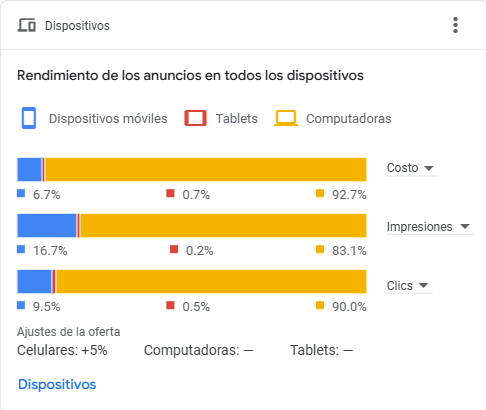 Dispositivos
Rendimiento de los anuncios en todos los dispositivos
Dispositivos móviles Tablets Computadoras
Costo
6.7% 0.7% 92.7%
Impresiones
16.7% 0.2% 83.1%
Clics
9.5% 0.5% 90.0%
Ajustes de la oferta
Celulares: +5% Computadoras: — Tablets: —
Dispositivos